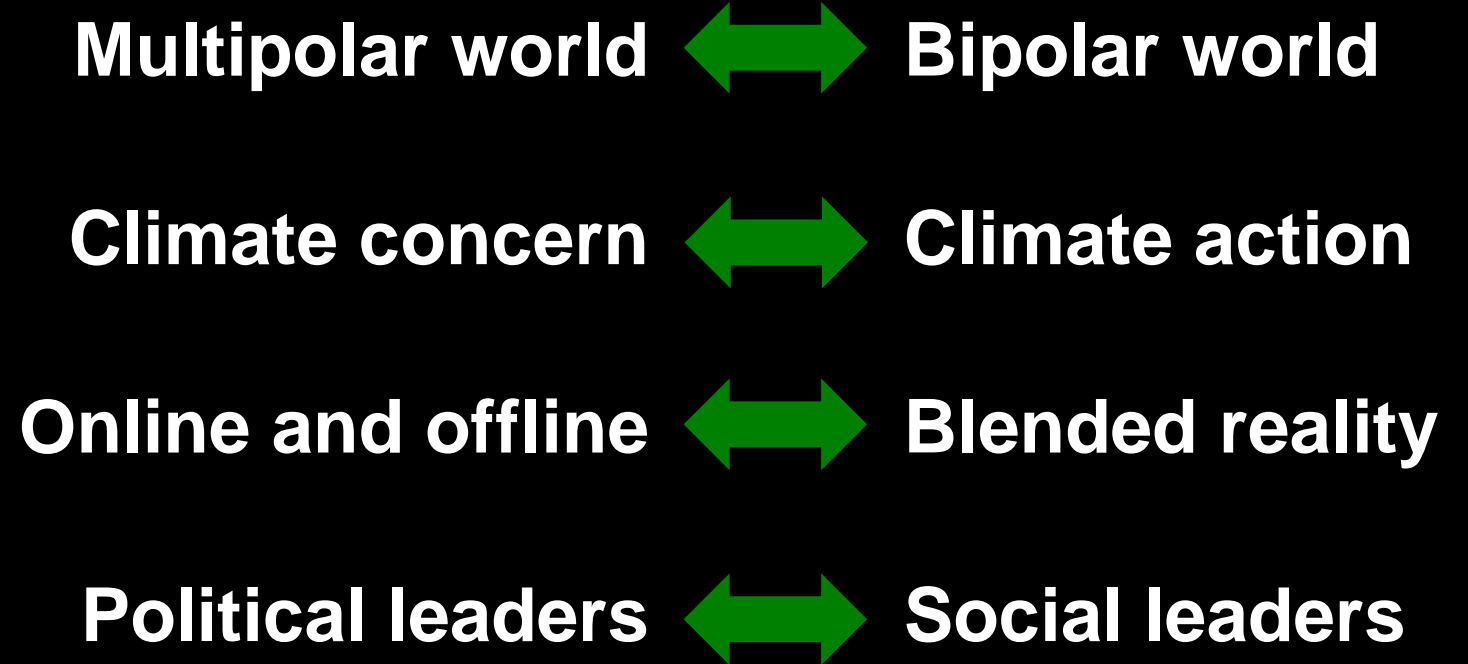 Multipolar world Bipolar world
Climate concern Climate action
Online and offline Blended reality
Political leaders Social leaders